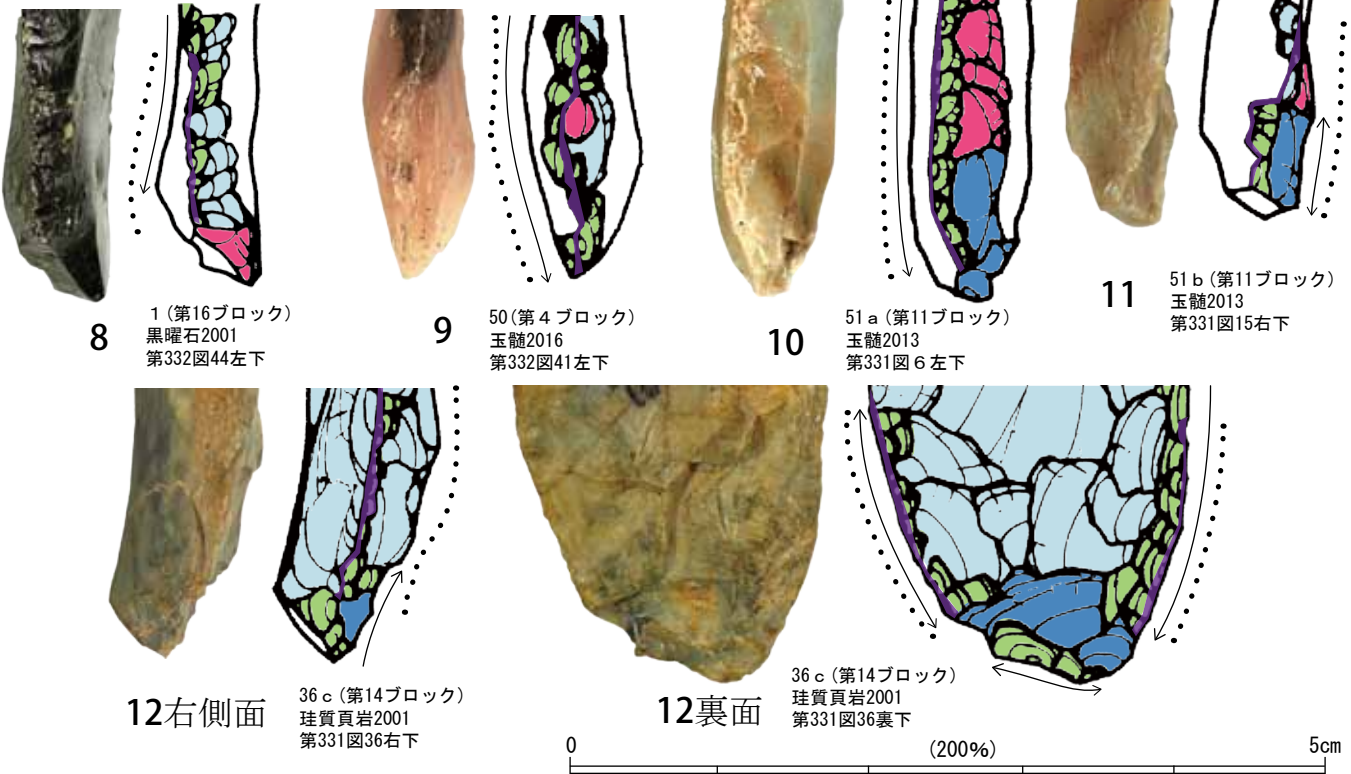 8
1(第16ブロック)
黒曜石2001
第332図44左下
9
50(第4ブロック)
玉髄2016
第332図41左下
10
51a(第11ブロック)
玉髄2013
第331図6左下
11
51b(第11ブロック)
玉髄2013
第331図15右下
12右側面
36c(第14ブロック)
珪質頁岩2001
第331図36右下
12裏面
36c(第14ブロック)
珪質頁岩2001
第331図36裏下
0 (200%) 5cm